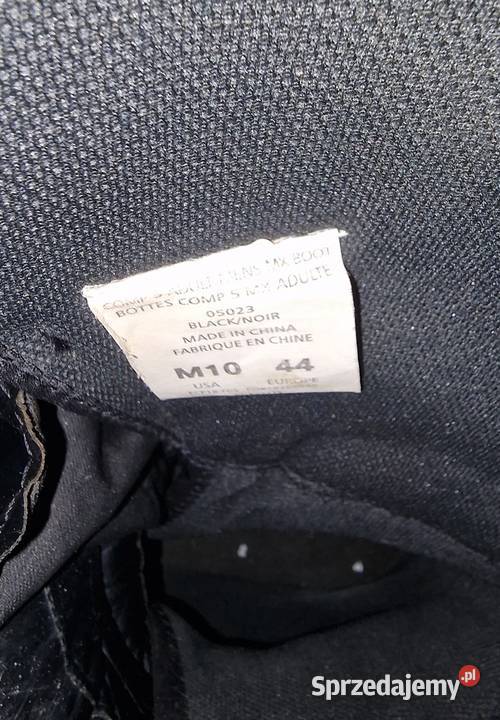 COMP 5 ADULT MENS MX BOOT
BOTTES COMP 5 MX ADULTE
05023
BLACK/NOIR
MADE IN CHINA
FABRIQUE EN CHINE
M10 44
USA EUROPE
Sprzedajemy.pl